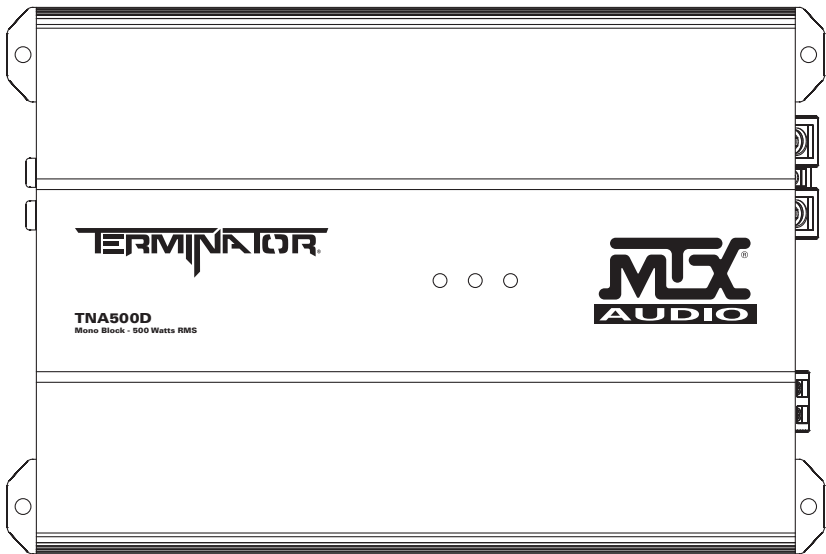 TERMINATOR®
MTX®
AUDIO
TNA500D
Mono Block - 500 Watts RMS